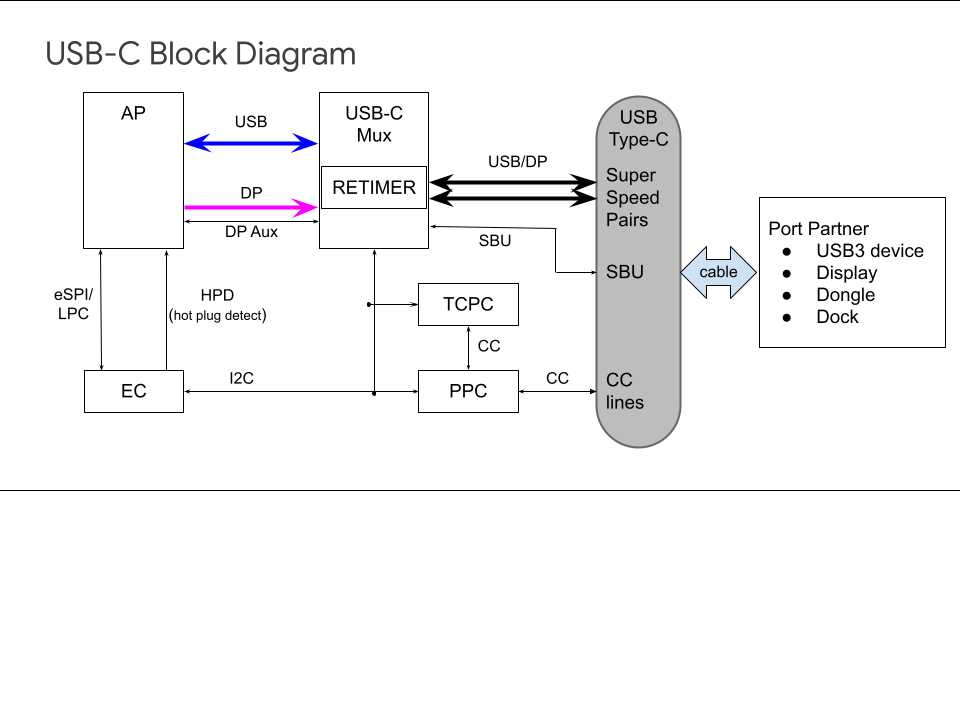 USB-C Block Diagram
AP
USB
USB-C
Mux
RETIMER
DP
DP Aux
USB/DP
SBU
USB
Type-C
Super
Speed
Pairs
SBU
CC
lines
cable
Port Partner
● USB3 device
● Display
● Dongle
● Dock
eSPI/
LPC
HPD
(hot plug detect)
TCPC
CC
EC
I2C
PPC
CC